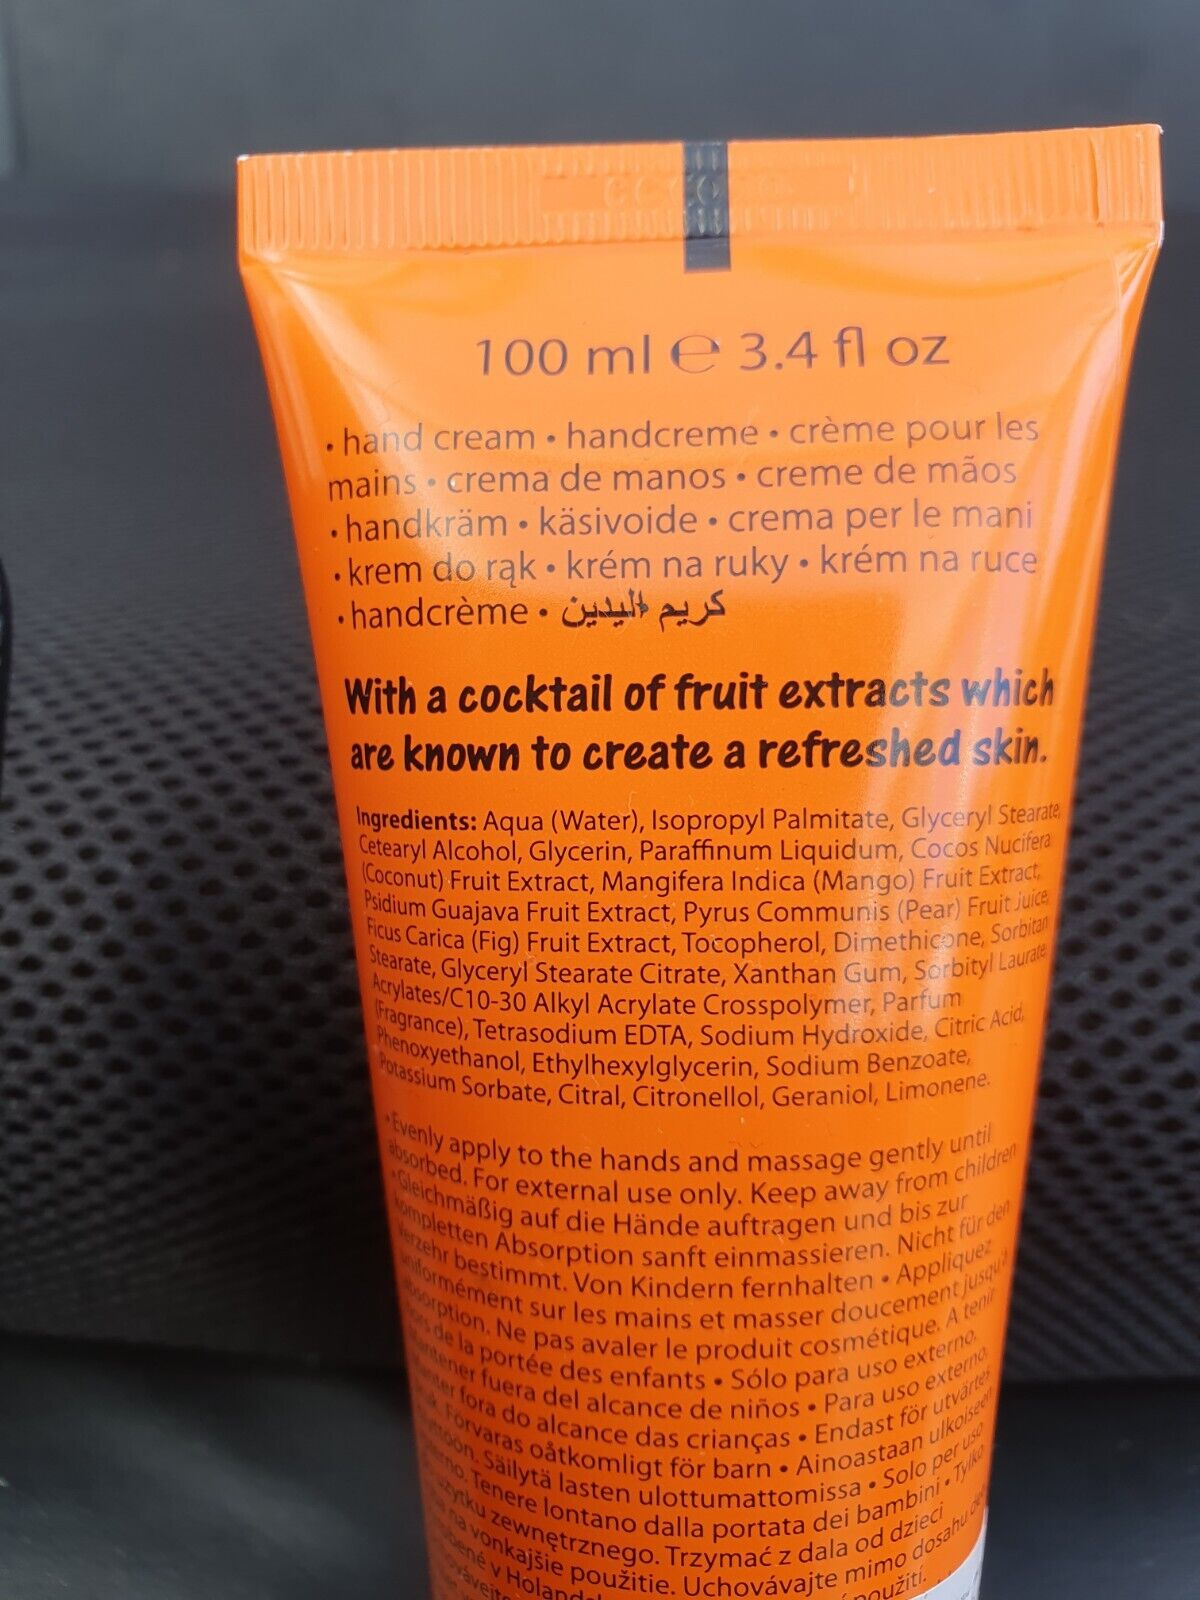 100 ml ℮ 3.4 fl oz
• hand cream • handcreme • crème pour les
mains • crema de manos • creme de mãos
• handkräm • käsivoide • crema per le mani
• krem do rąk • krém na ruky • krém na ruce
• handcrème • كريم اليدين
With a cocktail of fruit extracts which
are known to create a refreshed skin.
Ingredients: Aqua (Water), Isopropyl Palmitate, Glyceryl Stearate,
Cetearyl Alcohol, Glycerin, Paraffinum Liquidum, Cocos Nucifera
(Coconut) Fruit Extract, Mangifera Indica (Mango) Fruit Extract,
Psidium Guajava Fruit Extract, Pyrus Communis (Pear) Fruit Juice,
Ficus Carica (Fig) Fruit Extract, Tocopherol, Dimethicone, Sorbitan
Stearate, Glyceryl Stearate Citrate, Xanthan Gum, Sorbityl Laurate,
Acrylates/C10-30 Alkyl Acrylate Crosspolymer, Parfum
(Fragrance), Tetrasodium EDTA, Sodium Hydroxide, Citric Acid,
Phenoxyethanol, Ethylhexylglycerin, Sodium Benzoate,
Potassium Sorbate, Citral, Citronellol, Geraniol, Limonene.
• Evenly apply to the hands and massage gently until
absorbed. For external use only. Keep away from children
• Gleichmäßig auf die Hände auftragen und bis zur
kompletten Absorption sanft einmassieren. Nicht für den
Verzehr bestimmt. Von Kindern fernhalten • Appliquez
uniformément sur les mains et masser doucement jusqu'à
absorption. Ne pas avaler le produit cosmétique. A tenir
hors de la portée des enfants • Sólo para uso externo.
Mantener fuera del alcance de niños • Para uso externo.
Manter fora do alcance das crianças • Endast för utvärtes
bruk. Förvaras oåtkomligt för barn • Ainoastaan ulkoiseen
käyttöön. Säilytä lasten ulottumattomissa • Solo per uso
esterno. Tenere lontano dalla portata dei bambini • Tylko
użytku zewnętrznego. Trzymać z dala od dzieci
na vonkajšie použitie. Uchovávajte mimo dosahu
v
použití.